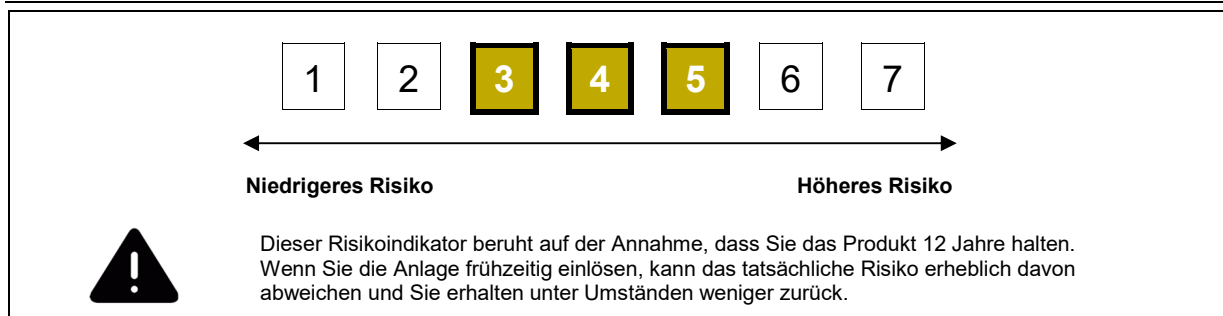 1 2 3 4 5 6 7
Niedrigeres Risiko Höheres Risiko
Dieser Risikoindikator beruht auf der Annahme, dass Sie das Produkt 12 Jahre halten.
Wenn Sie die Anlage frühzeitig einlösen, kann das tatsächliche Risiko erheblich davon
abweichen und Sie erhalten unter Umständen weniger zurück.